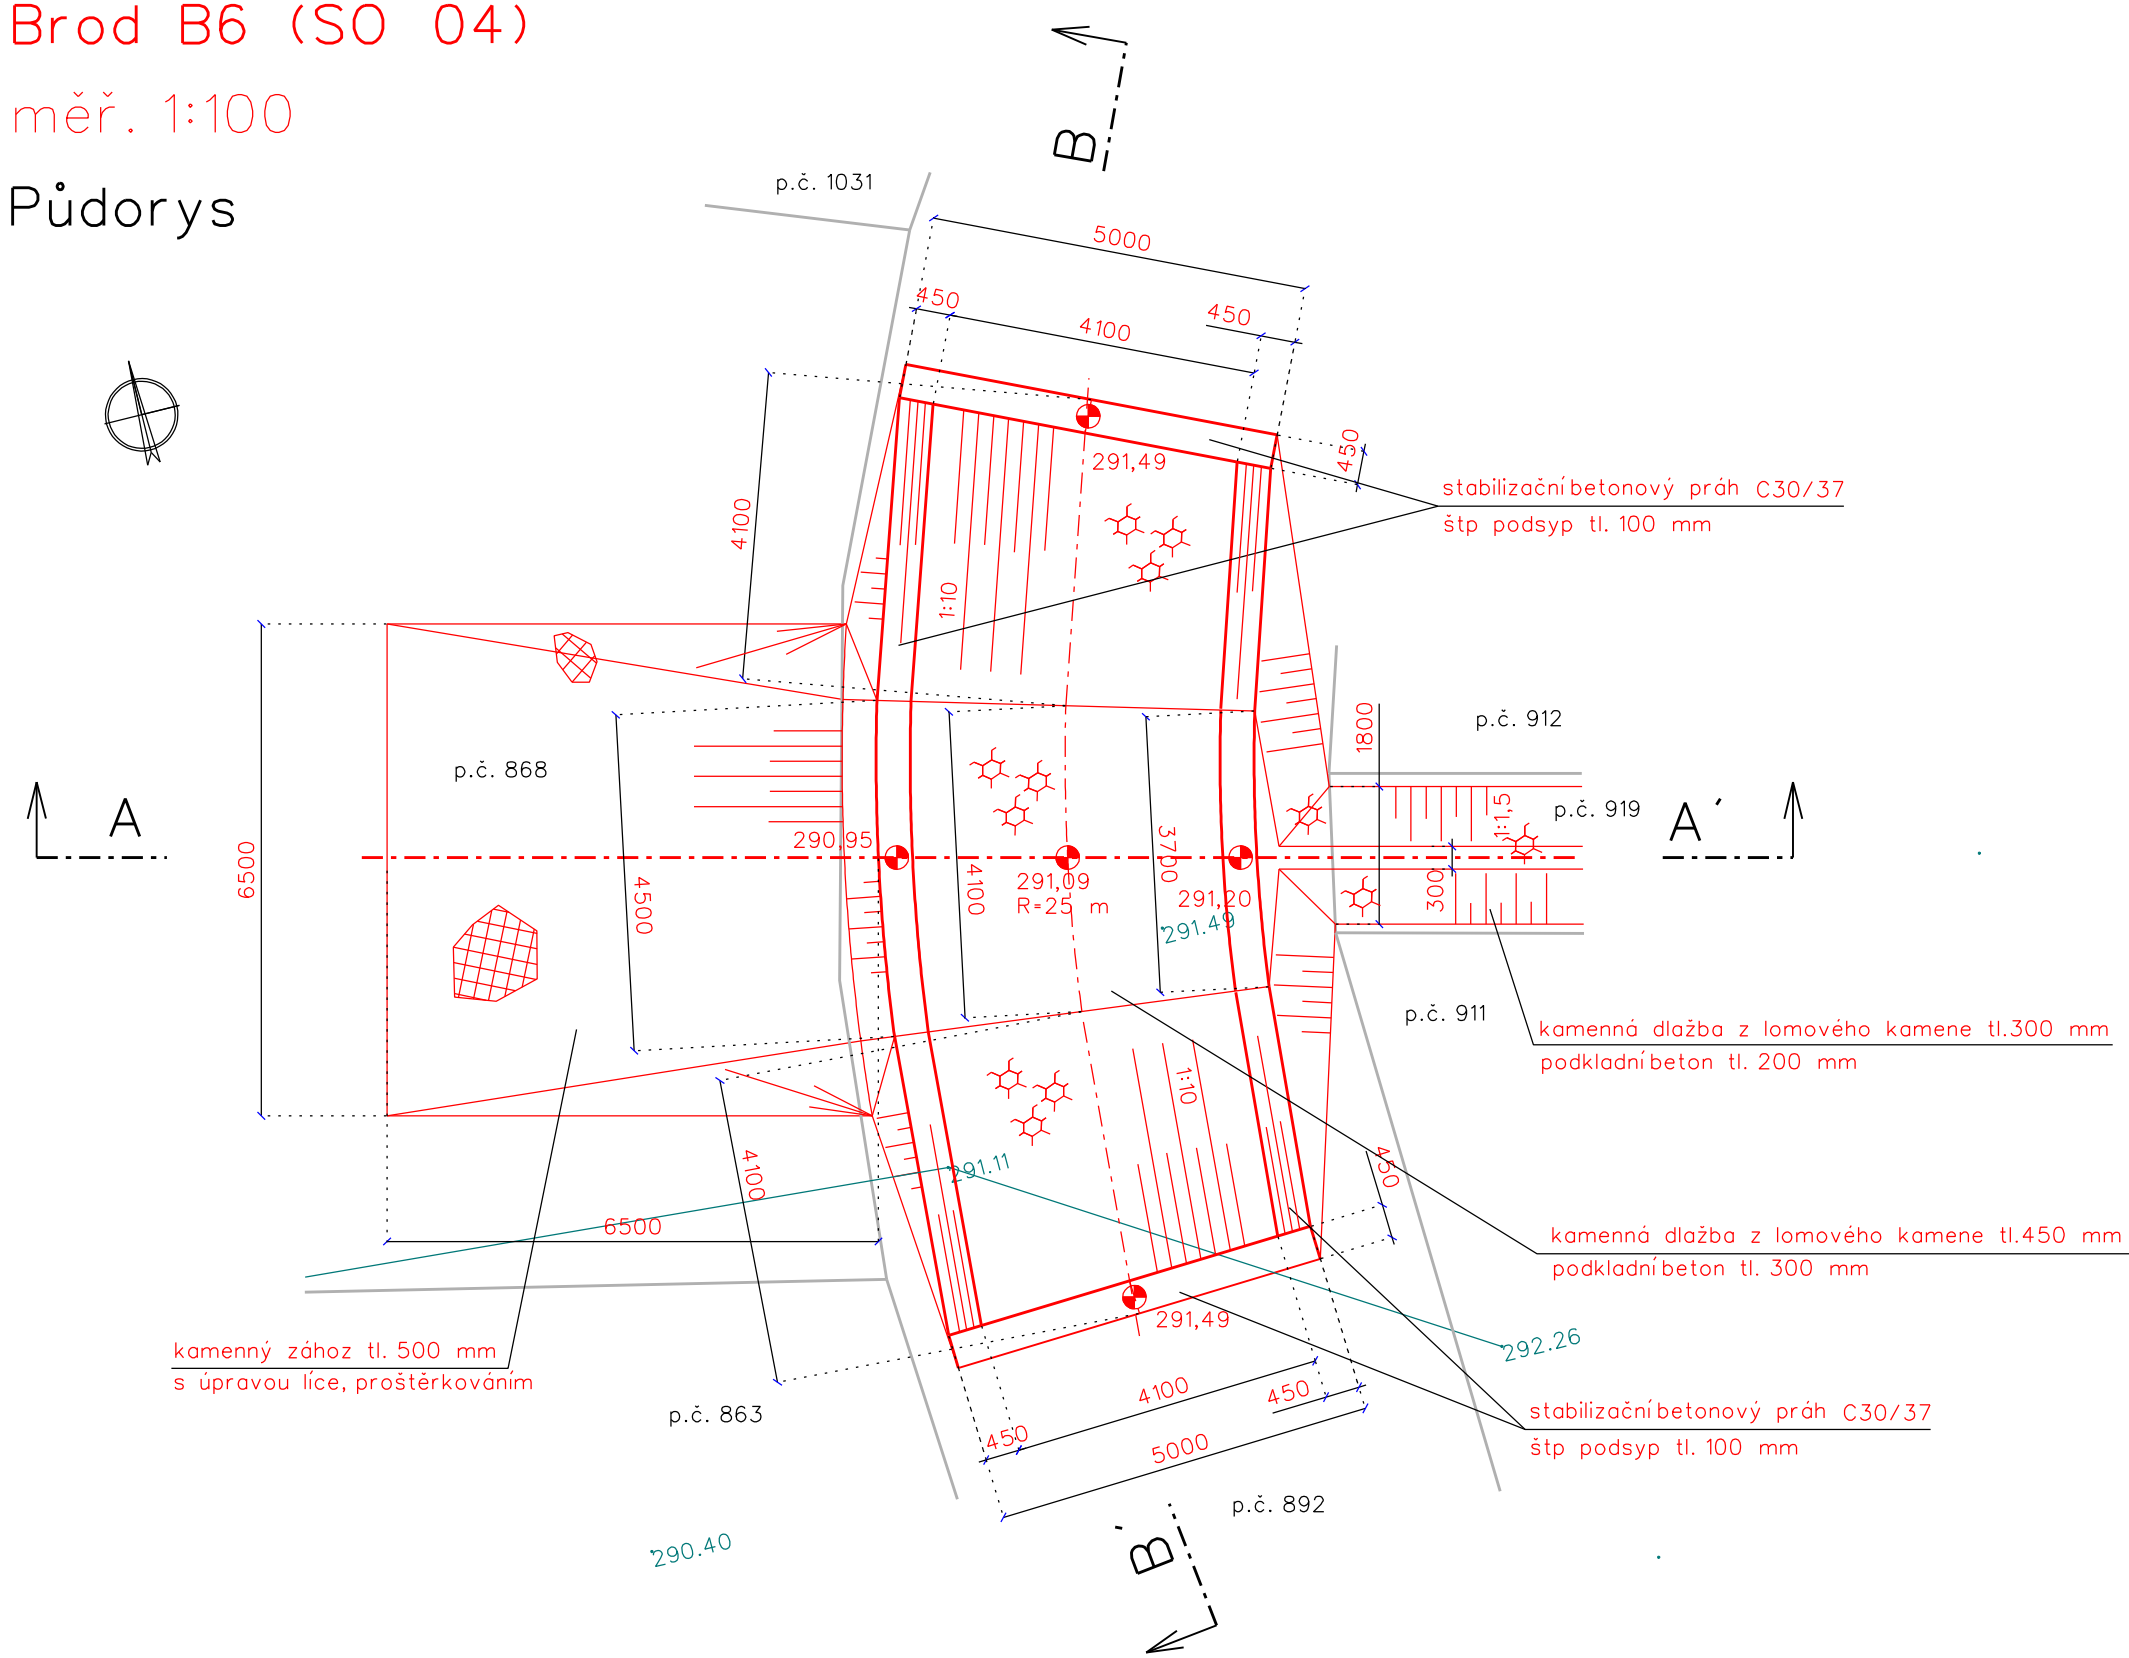 Brod B6 (SO 04)
měř. 1:100
Půdorys
B
p.č. 1031
5000
450
4100
450
450
291,49
stabilizační betonový práh C30/37
štp podsyp tl. 100 mm
4100
1:10
1800
p.č. 912
p.č. 868
p.č. 919
1:1,5
A
A´
6500
4500
290,95
4100
291,09
R=25 m
3700
291,20
291.49
300
p.č. 911
kamenná dlažba z lomového kamene tl.300 mm
podkladní beton tl. 200 mm
1:10
4100
291.11
450
6500
kamenná dlažba z lomového kamene tl.450 mm
podkladní beton tl. 300 mm
291,49
292.26
kamenný zához tl. 500 mm
s úpravou líce, proštěrkováním
p.č. 863
4100
450
450
5000
stabilizační betonový práh C30/37
štp podsyp tl. 100 mm
p.č. 892
290.40
B´